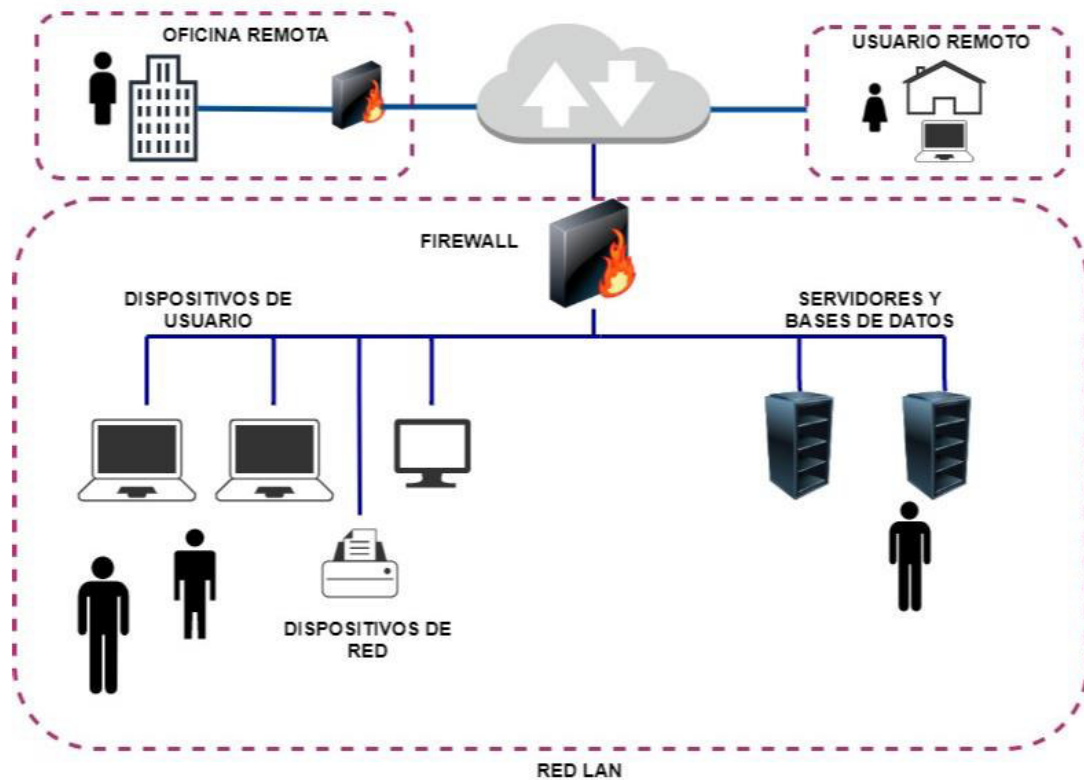 OFICINA REMOTA
USUARIO REMOTO
FIREWALL
DISPOSITIVOS DE
USUARIO
SERVIDORES Y
BASES DE DATOS
DISPOSITIVOS DE
RED
RED LAN